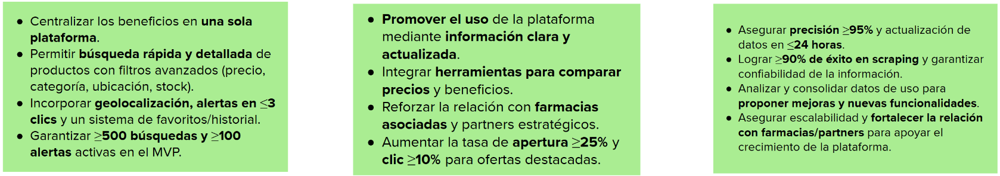 ● Centralizar los beneficios en una sola
plataforma.
● Permitir búsqueda rápida y detallada de
productos con filtros avanzados (precio,
categoría, ubicación, stock).
● Incorporar geolocalización, alertas en ≤3
clics y un sistema de favoritos/historial.
● Garantizar ≥500 búsquedas y ≥100
alertas activas en el MVP.
● Promover el uso de la plataforma
mediante información clara y
actualizada.
● Integrar herramientas para comparar
precios y beneficios.
● Reforzar la relación con farmacias
asociadas y partners estratégicos.
● Aumentar la tasa de apertura ≥25% y
clic ≥10% para ofertas destacadas.
● Asegurar precisión ≥95% y actualización de
datos en ≤24 horas.
● Lograr ≥90% de éxito en scraping y garantizar
confiabilidad de la información.
● Analizar y consolidar datos de uso para
proponer mejoras y nuevas funcionalidades.
● Asegurar escalabilidad y fortalecer la relación
con farmacias/partners para apoyar el
crecimiento de la plataforma.